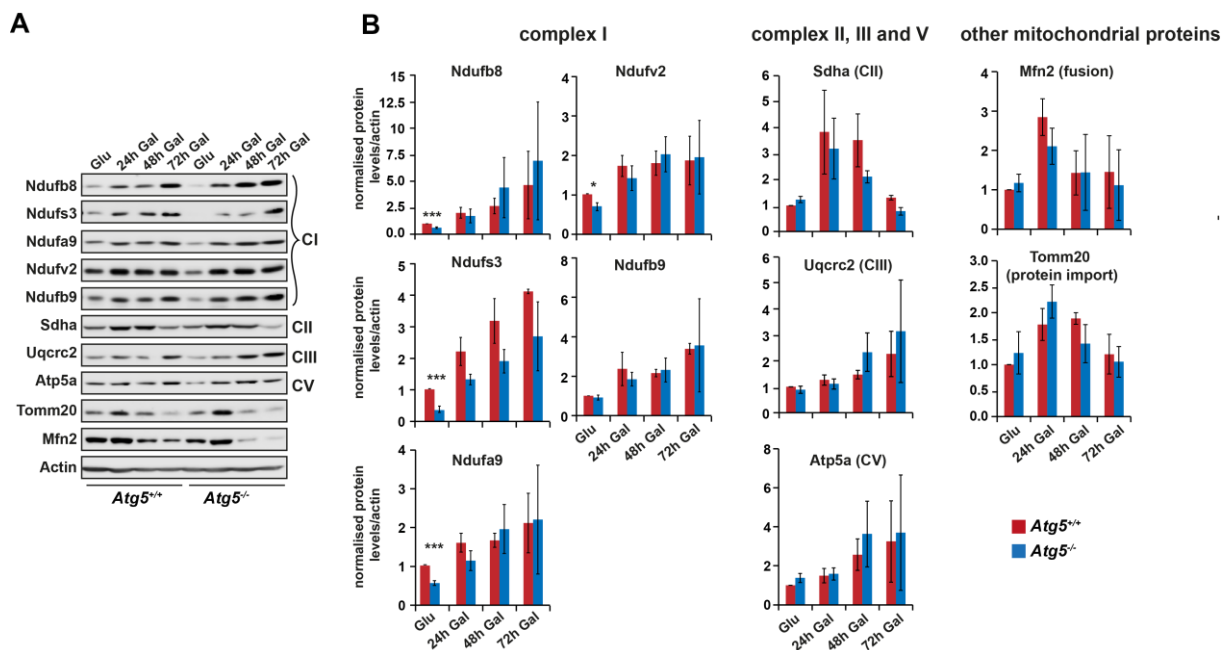 A
Glu 24h Gal 48h Gal 72h Gal Glu 24h Gal 48h Gal 72h Gal
Ndufb8
Ndufs3
Ndufa9
CI
Ndufv2
Ndufb9
Sdha CII
Uqcrc2 CIII
Atp5a CV
Tomm20
Mfn2
Actin
Atg5+/+ Atg5-/-
B
complex I
complex II, III and V
other mitochondrial proteins
Ndufb8
normalised protein
levels/actin
15
12.5
10
7.5
5.0
2.5
0.0
***
Ndufv2
4
3
2
1
0
*
Ndufs3
normalised protein
levels/actin
5
4
3
2
1
0
***
Ndufb9
8
6
4
2
0
Glu 24h Gal 48h Gal 72h Gal
Ndufa9
normalised protein
levels/actin
4
3
2
1
0
***
Glu 24h Gal 48h Gal 72h Gal
Sdha (CII)
6
5
4
3
2
1
0
Uqcrc2 (CIII)
6
5
4
3
2
1
0
Atp5a (CV)
8
6
4
2
0
Glu 24h Gal 48h Gal 72h Gal
Mfn2 (fusion)
4
3
2
1
0
Tomm20
(protein import)
3.0
2.5
2.0
1.5
1.0
0.5
0.0
Glu 24h Gal 48h Gal 72h Gal
Atg5+/+
Atg5-/-